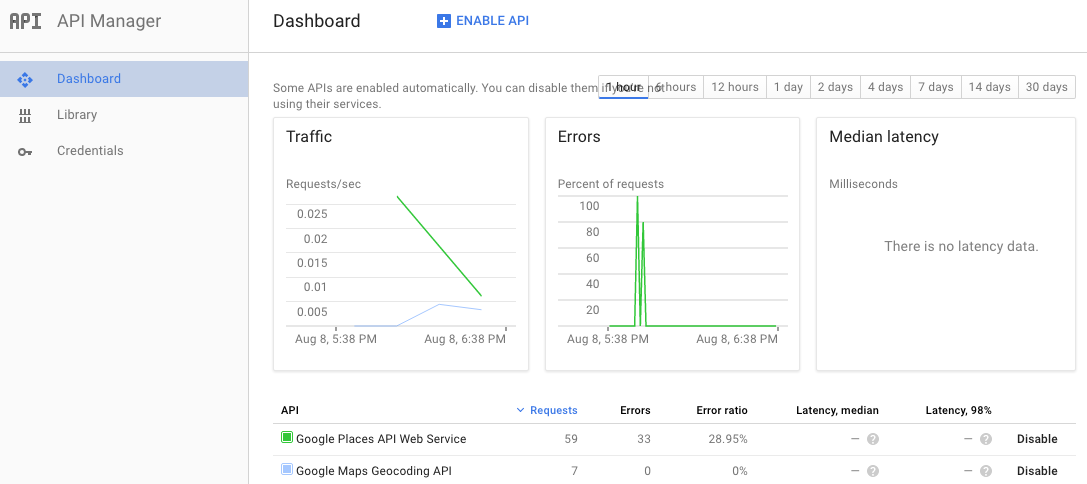 API API Manager
Dashboard
ENABLE API
Dashboard
Library
Credentials
Some APIs are enabled automatically. You can disable them if you're not
using their services.
1 hour 6 hours 12 hours 1 day 2 days 4 days 7 days 14 days 30 days
Traffic
Requests/sec
0.025
0.02
0.015
0.01
0.005
Aug 8, 5:38 PM Aug 8, 6:38 PM
Errors
Percent of requests
100
80
60
40
20
Aug 8, 5:38 PM Aug 8, 6:38 PM
Median latency
Milliseconds
There is no latency data.
API Requests Errors Error ratio Latency, median Latency, 98%
Google Places API Web Service 59 33 28.95% – ? – ? Disable
Google Maps Geocoding API 7 0 0% – ? – ? Disable